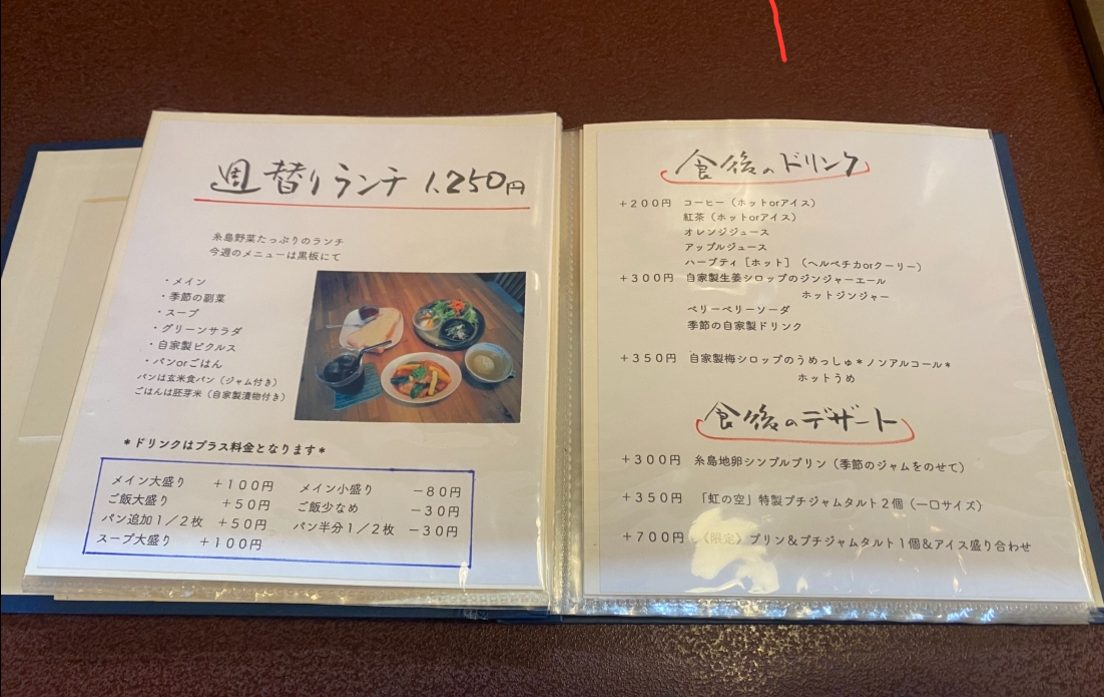 週替りランチ 1,250円
糸島野菜たっぷりのランチ
今週のメニューは黒板にて
・メイン
・季節の副菜
・スープ
・グリーンサラダ
・自家製ピクルス
・パンorごはん
パンは玄米食パン（ジャム付き）
ごはんは胚芽米（自家製漬物付き）
＊ドリンクはプラス料金となります＊
メイン大盛り ＋１００円 メイン小盛り －８０円
ご飯大盛り ＋５０円 ご飯少なめ －３０円
パン追加１／２枚 ＋５０円 パン半分１／２枚 －３０円
スープ大盛り ＋１００円
食後のドリンク
＋２００円 コーヒー（ホットorアイス）
紅茶（ホットorアイス）
オレンジジュース
アップルジュース
ハーブティ［ホット］（ヘルベチカorクーリー）
＋３００円 自家製生姜シロップのジンジャーエール
ホットジンジャー
ベリーベリーソーダ
季節の自家製ドリンク
＋３５０円 自家製梅シロップのうめっしゅ＊ノンアルコール＊
ホットうめ
食後のデザート
＋３００円 糸島地卵シンプルプリン（季節のジャムをのせて）
＋３５０円 「虹の空」特製プチジャムタルト２個（一口サイズ）
＋７００円 （限定）プリン＆プチジャムタルト１個＆アイス盛り合わせ